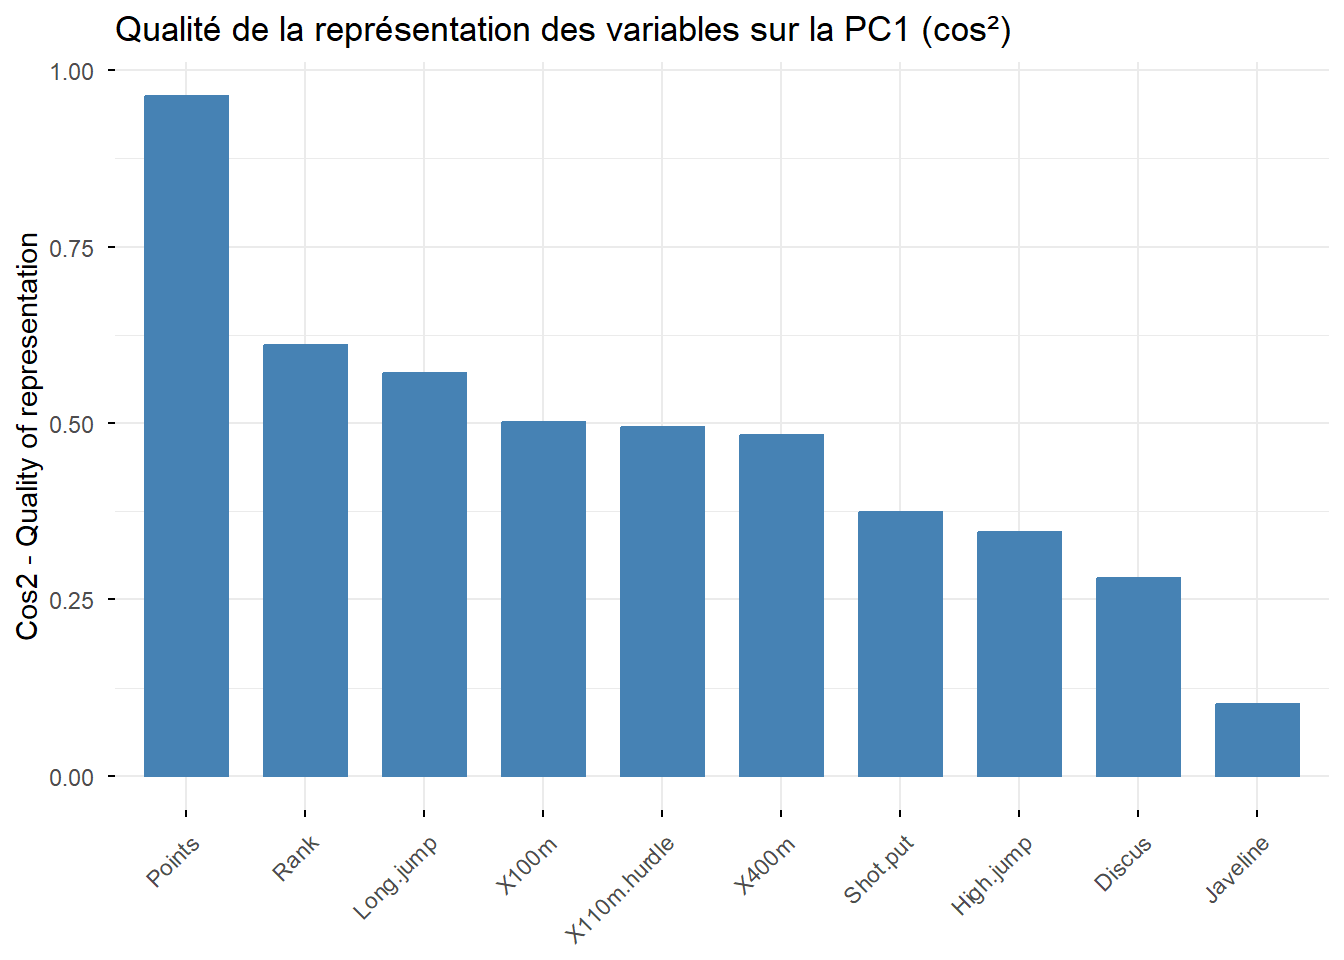 Qualité de la représentation des variables sur la PC1 (cos²)
Cos2 - Quality of representation
1.00
0.75
0.50
0.25
0.00
Points
Rank
Long.jump
X100m
X110m.hurdle
X400m
Shot.put
High.jump
Discus
Javeline